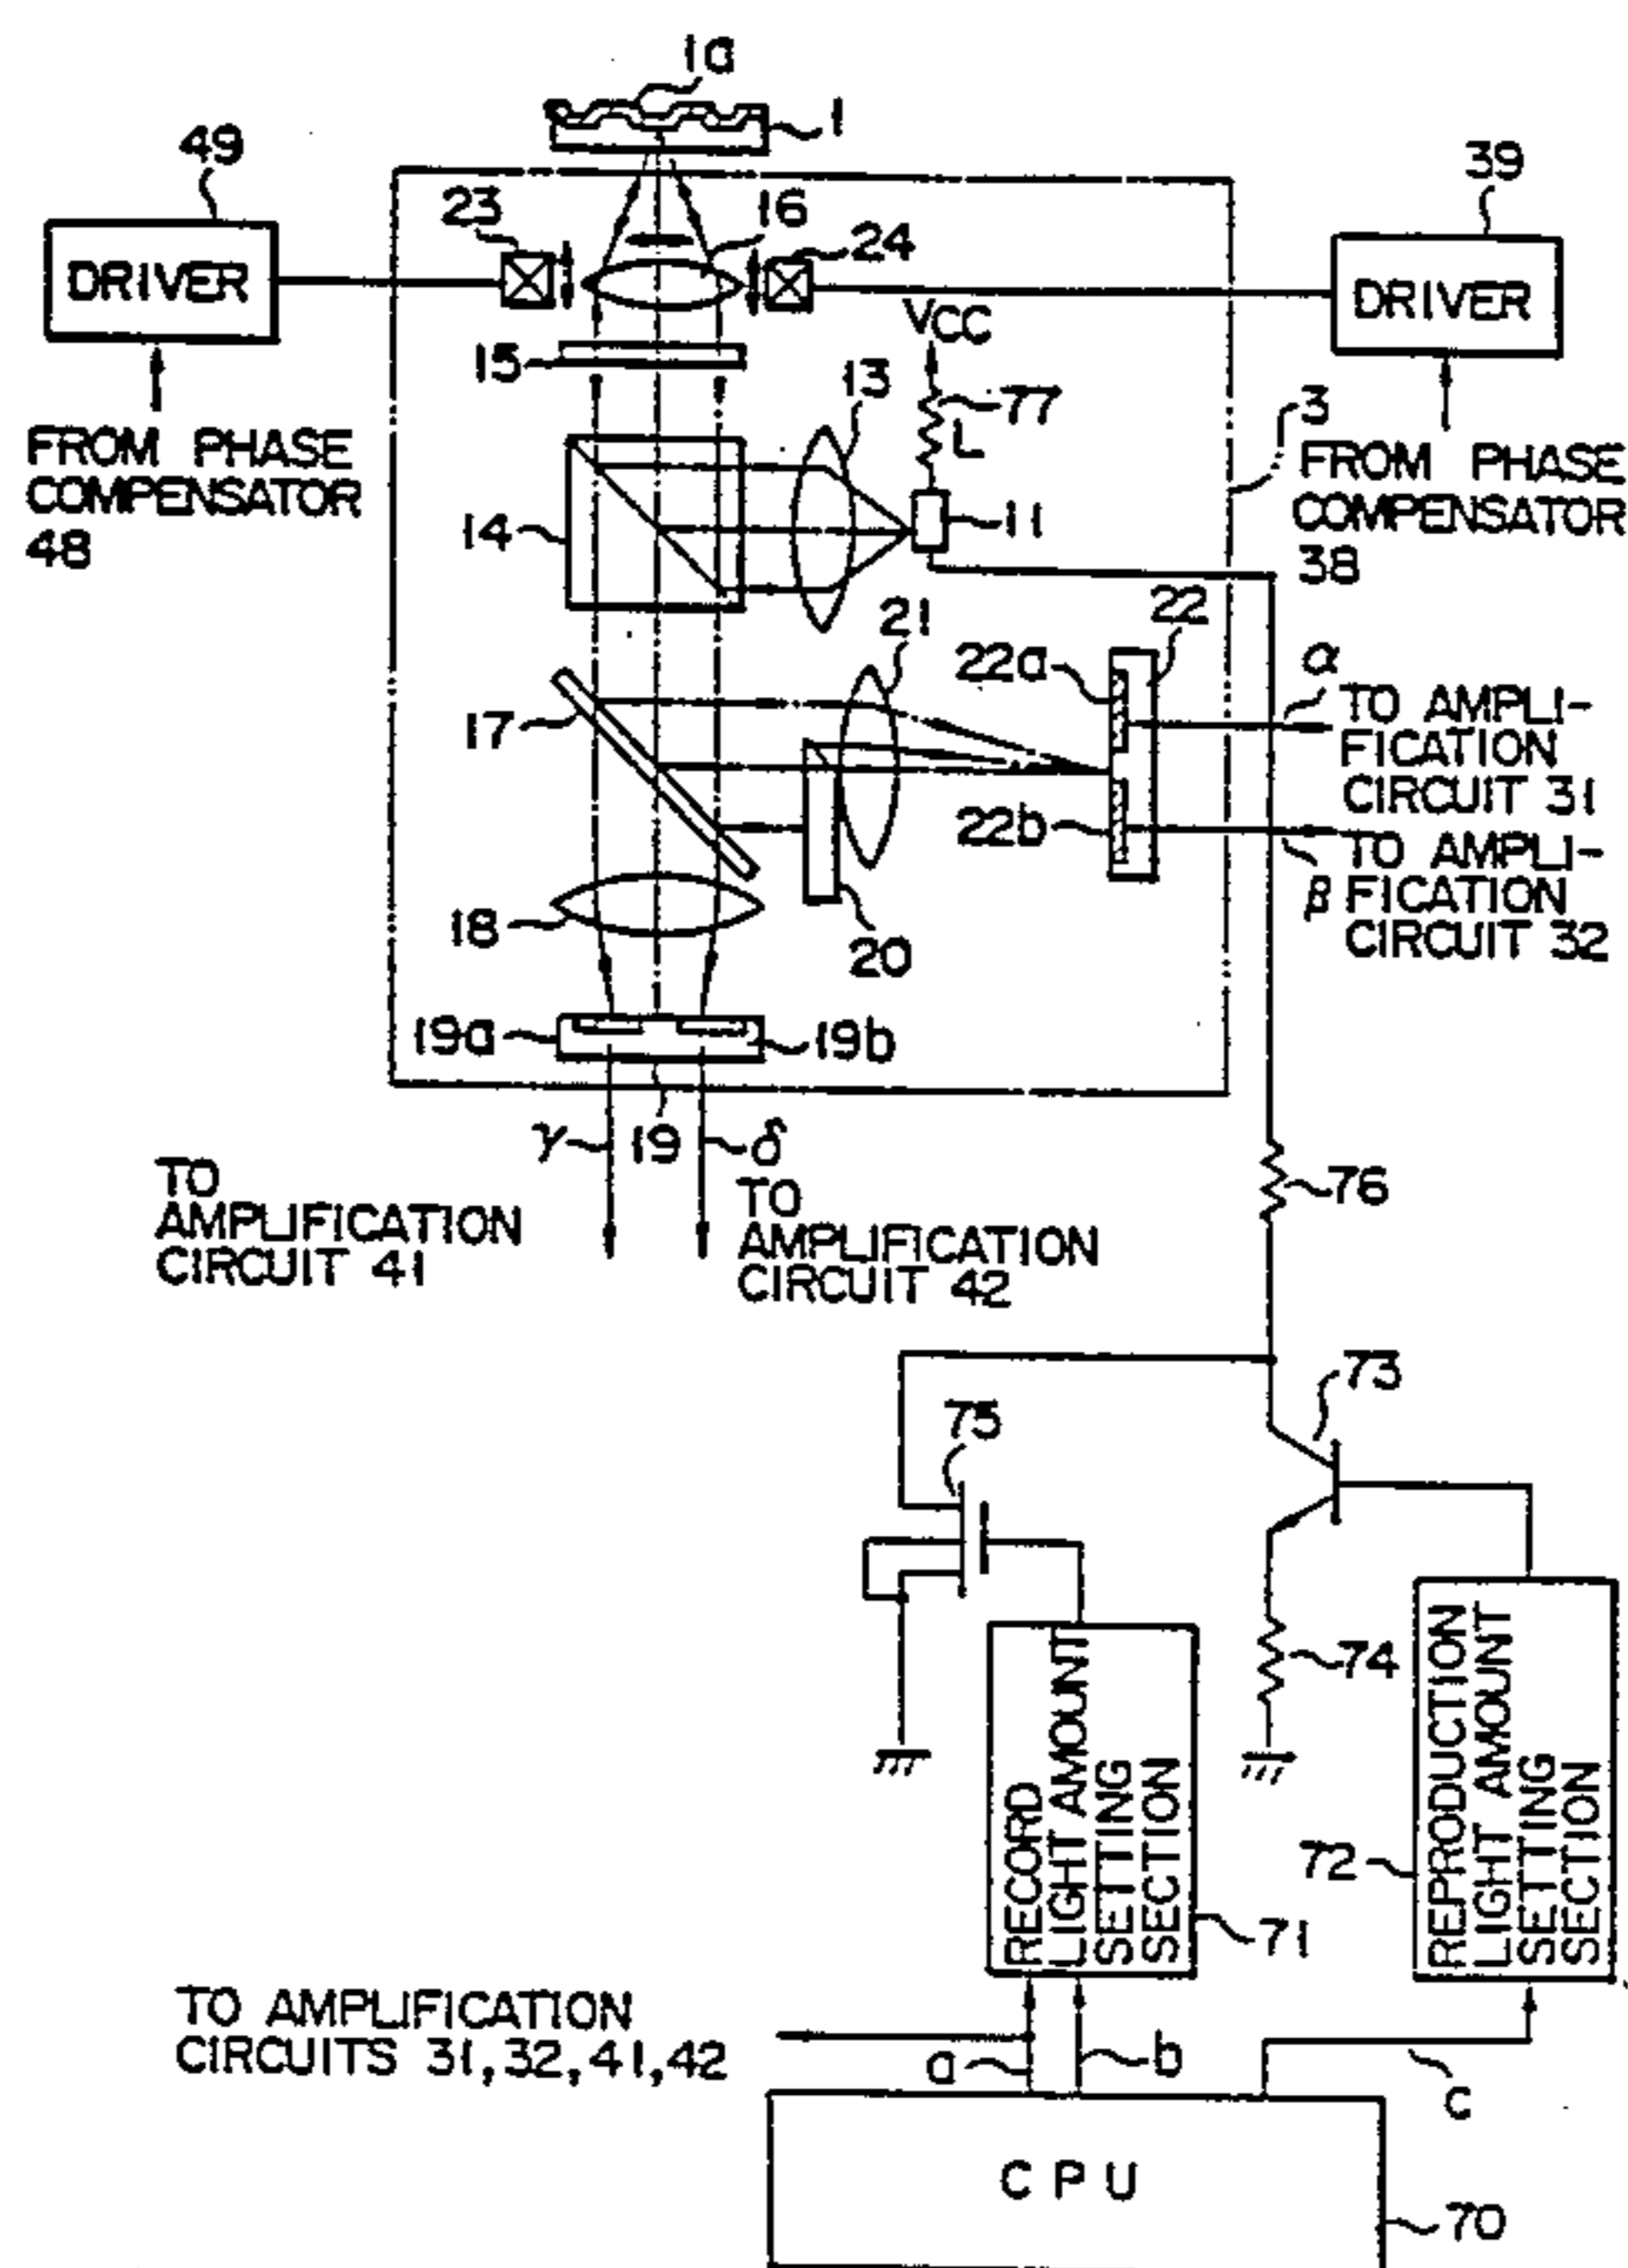 1a
1
49
23
16
24
39
DRIVER
DRIVER
VCC
15
13
77
L
3
FROM PHASE
COMPENSATOR
48
FROM PHASE
COMPENSATOR
38
14
11
22
21
22a
α
TO AMPLI-
FICATION
CIRCUIT 31
17
22b
TO AMPLI-
β FICATION
CIRCUIT 32
18
20
19a
19b
γ
19
δ
TO
AMPLIFICATION
CIRCUIT 41
TO
AMPLIFICATION
CIRCUIT 42
76
73
75
74
RECORD
LIGHT AMOUNT
SETTING
SECTION
71
REPRODUCTION
LIGHT AMOUNT
SETTING
SECTION
72
TO AMPLIFICATION
CIRCUITS 31,32,41,42
a
b
c
CPU
70